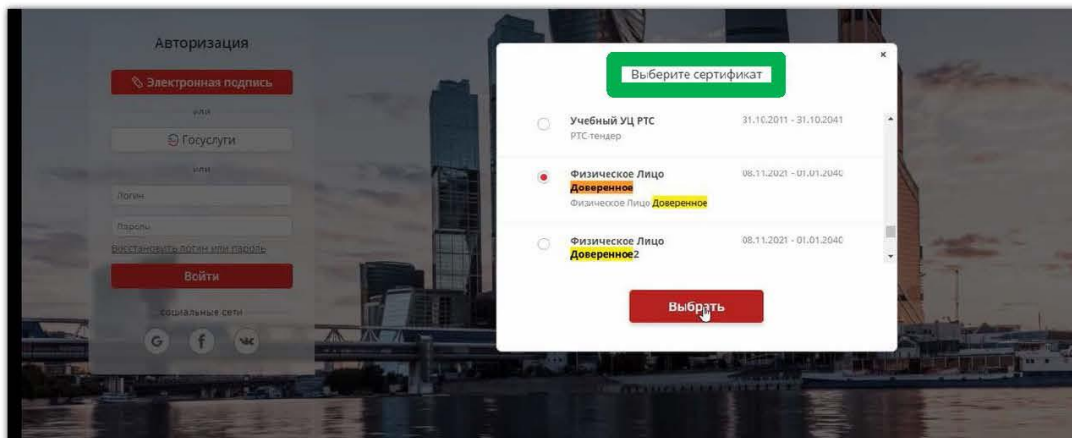 Авторизация
Электронная подпись
или
Госуслуги
или
Логин
Пароль
Восстановить логин или пароль
Войти
социальные сети
G f
Выберите сертификат
×
Учебный УЦ РТС 31.10.2011 - 31.10.2041
РТС-тендер
Физическое Лицо 08.11.2021 - 01.01.2040
Доверенное
Физическое Лицо Доверенное
Физическое Лицо 08.11.2021 - 01.01.2040
Доверенное2
Выбрать